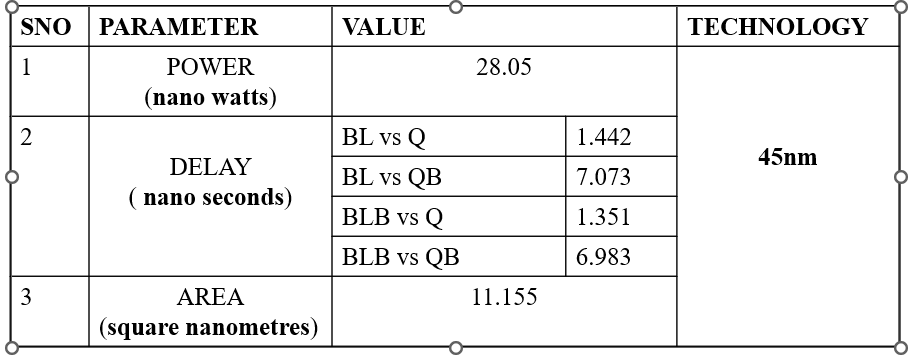 SNO PARAMETER VALUE TECHNOLOGY
1 POWER 28.05
(nano watts)
2 BL vs Q 1.442
45nm
DELAY
BL vs QB 7.073
( nano seconds)
BLB vs Q 1.351
BLB vs QB 6.983
3 AREA 11.155
(square nanometres)